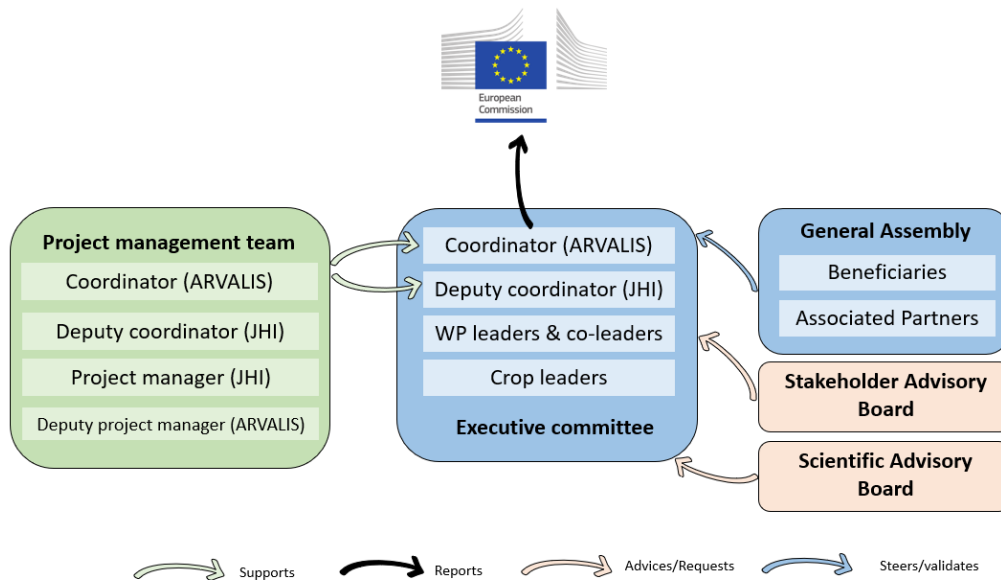 European
Commission
Project management team
Coordinator (ARVALIS)
Deputy coordinator (JHI)
Project manager (JHI)
Deputy project manager (ARVALIS)
Coordinator (ARVALIS)
Deputy coordinator (JHI)
WP leaders & co-leaders
Crop leaders
Executive committee
General Assembly
Beneficiaries
Associated Partners
Stakeholder Advisory
Board
Scientific Advisory
Board
Supports
Reports
Advices/Requests
Steers/validates